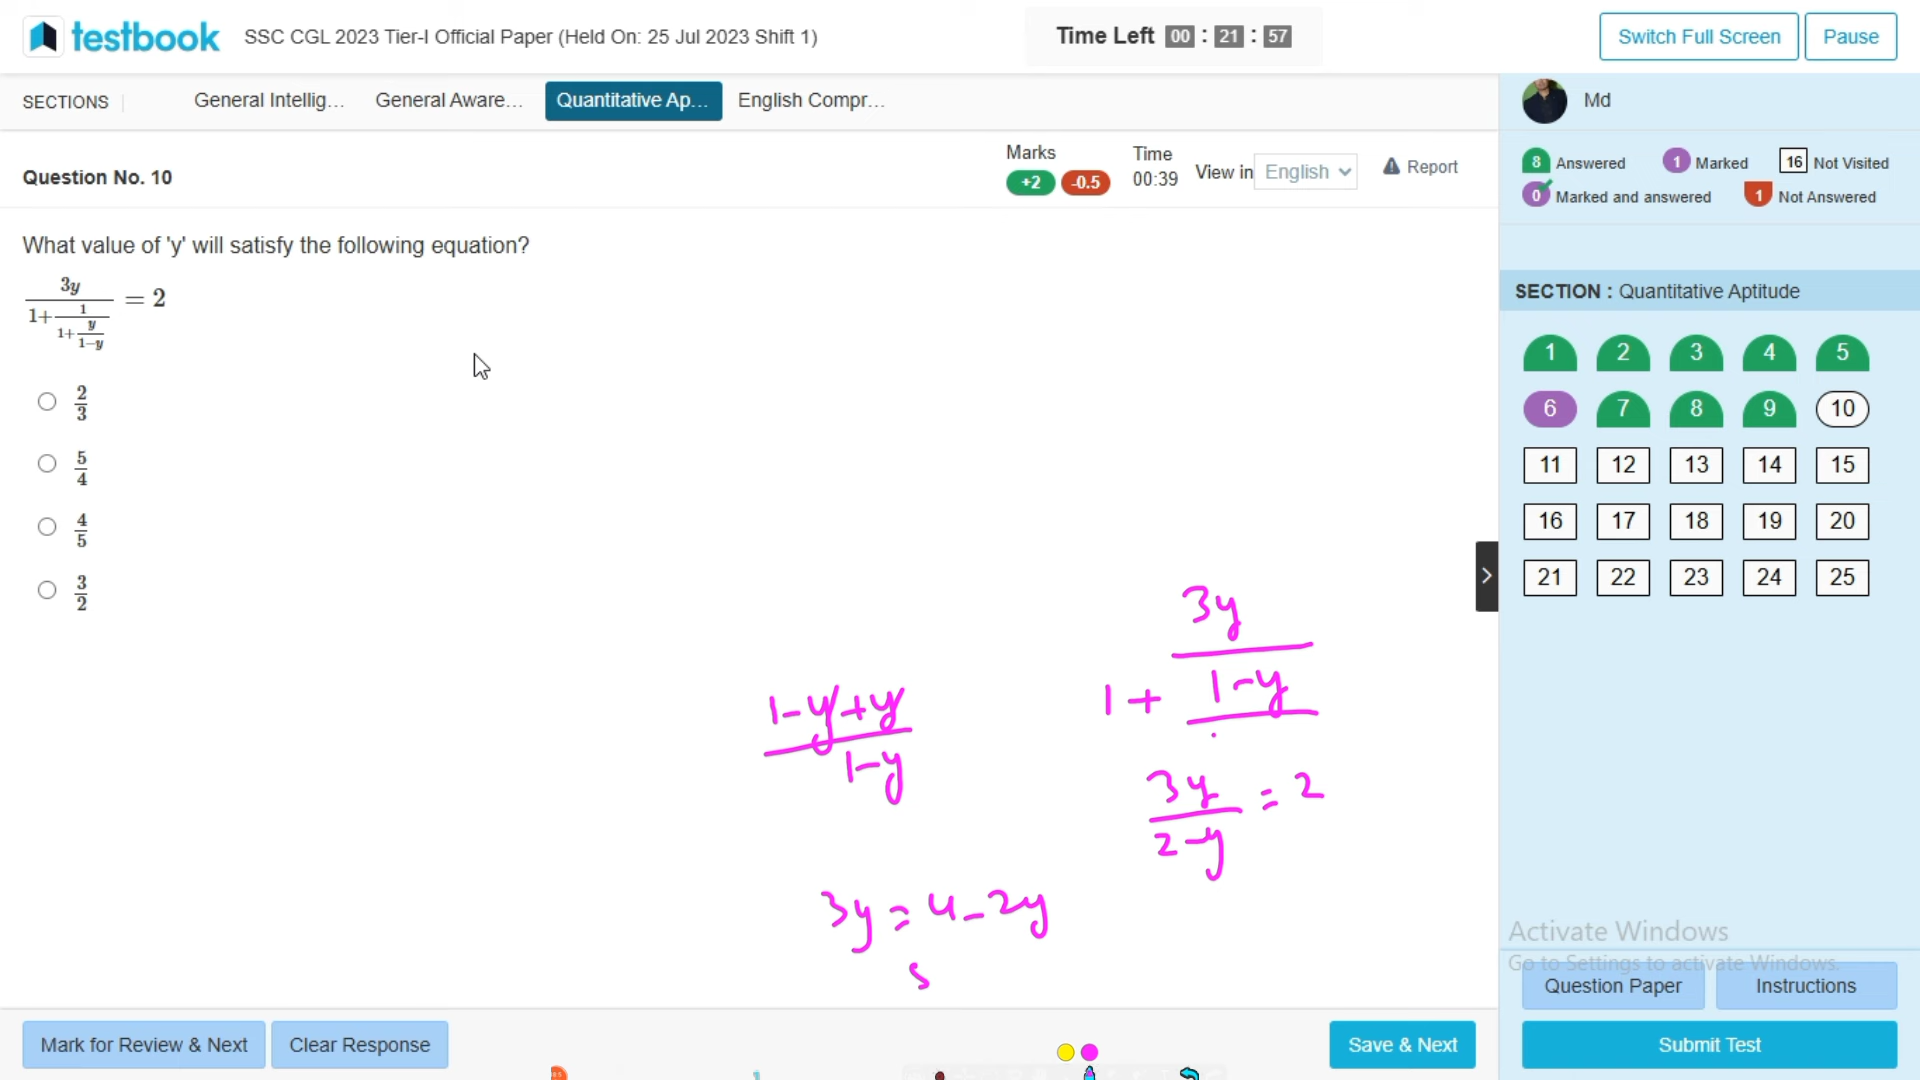 testbook SSC CGL 2023 Tier-I Official Paper (Held On: 25 Jul 2023 Shift 1) Time Left 00 : 21 : 57 Switch Full Screen Pause
SECTIONS General Intellig... General Aware... Quantitative Ap... English Compr... Md
Question No. 10 Marks +2 -0.5 Time 00:39 View in English Report
8 Answered 1 Marked 16 Not Visited
0 Marked and answered 1 Not Answered
What value of 'y' will satisfy the following equation?
3y / (1+ 1 / (1+ y / (1−y))) = 2
2/3
5/4
4/5
3/2
SECTION : Quantitative Aptitude
1 2 3 4 5
6 7 8 9 10
11 12 13 14 15
16 17 18 19 20
21 22 23 24 25
3y
1 + 1-y
1-y+y
1-y
3y / 2-y = 2
3y = 4-2y
5
Activate Windows
Go to Settings to activate Windows.
Question Paper Instructions
Mark for Review & Next Clear Response Save & Next Submit Test